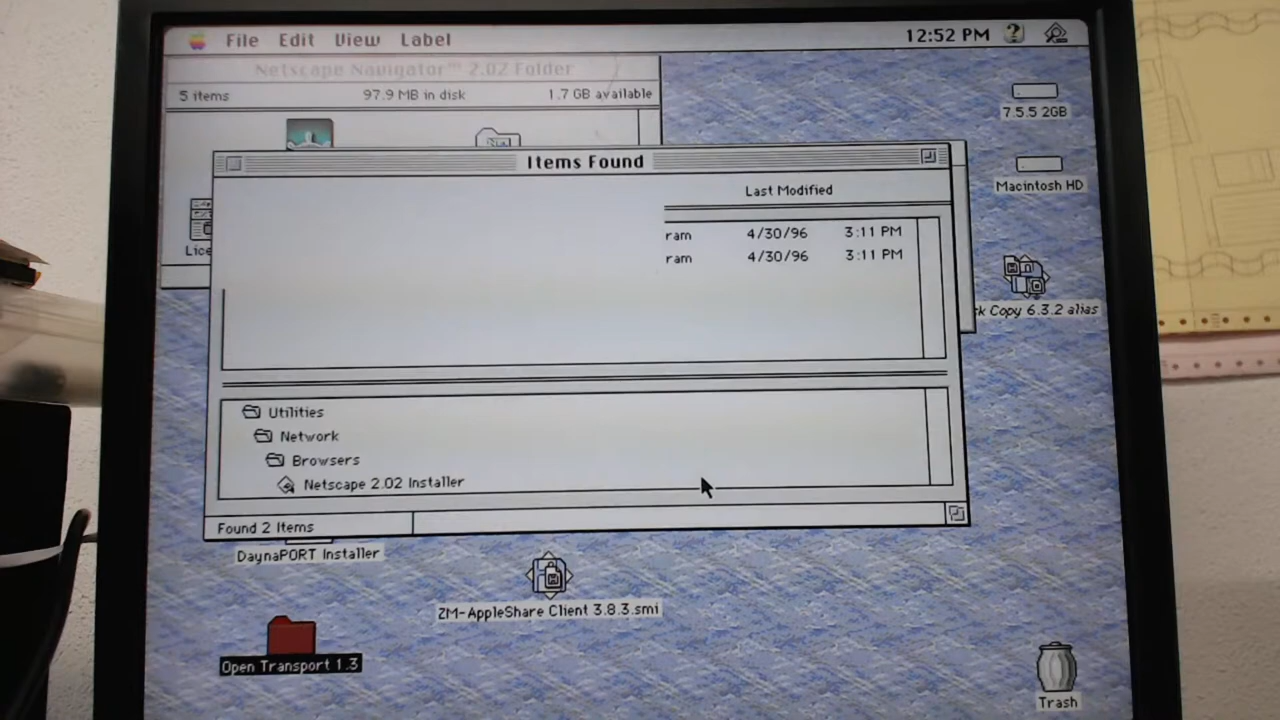 File Edit View Label 12:52 PM
Netscape Navigator™ 2.02 Folder
5 items 97.9 MB in disk 1.7 GB available
7.5.5 2GB
Items Found
Last Modified
Macintosh HD
ram 4/30/96 3:11 PM
Lice
ram 4/30/96 3:11 PM
k Copy 6.3.2 alias
Utilities
Network
Browsers
Netscape 2.02 Installer
Found 2 Items
DaynaPORT Installer
ZM-AppleShare Client 3.8.3.smi
Open Transport 1.3
Trash